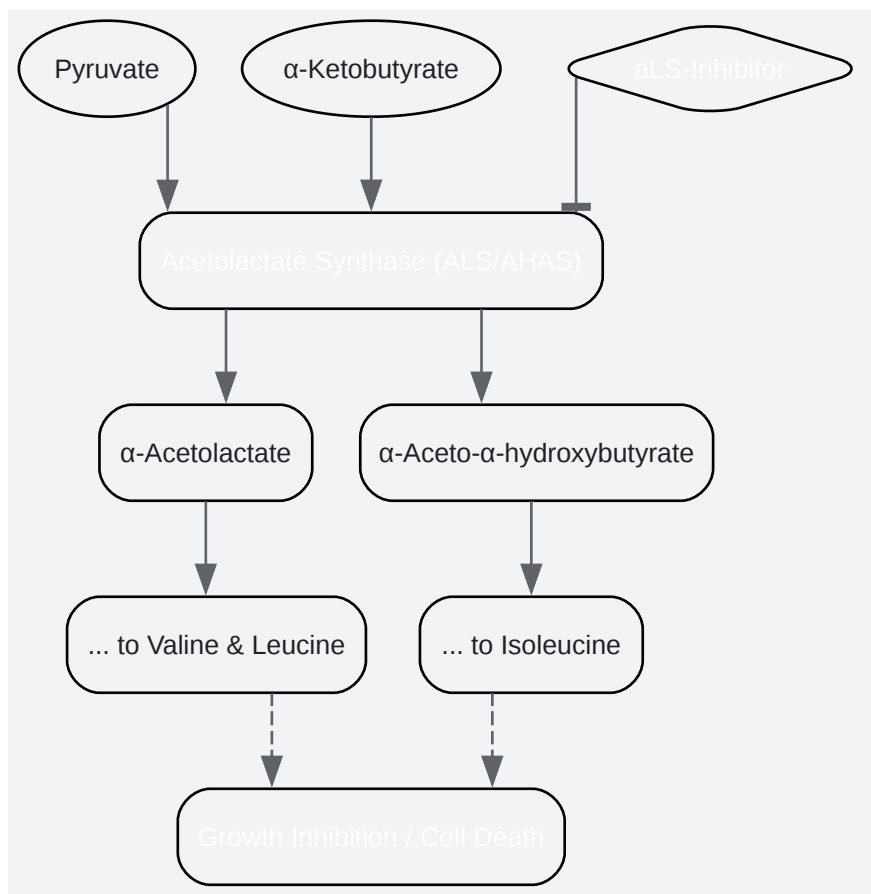 Pyruvate
α-Ketobutyrate
aLS-Inhibitor
Acetolactate Synthase (ALS/AHAS)
α-Acetolactate
α-Aceto-α-hydroxybutyrate
... to Valine & Leucine
... to Isoleucine
Growth Inhibition / Cell Death